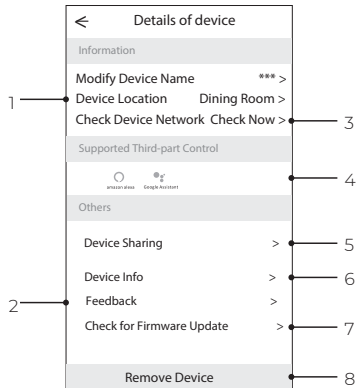 ← Details of device
Information
Modify Device Name *** >
1 Device Location Dining Room >
Check Device Network Check Now > 3
Supported Third-part Control
amazon alexa Google Assistant 4
Others
Device Sharing > 5
Device Info > 6
2 Feedback >
Check for Firmware Update > 7
Remove Device 8